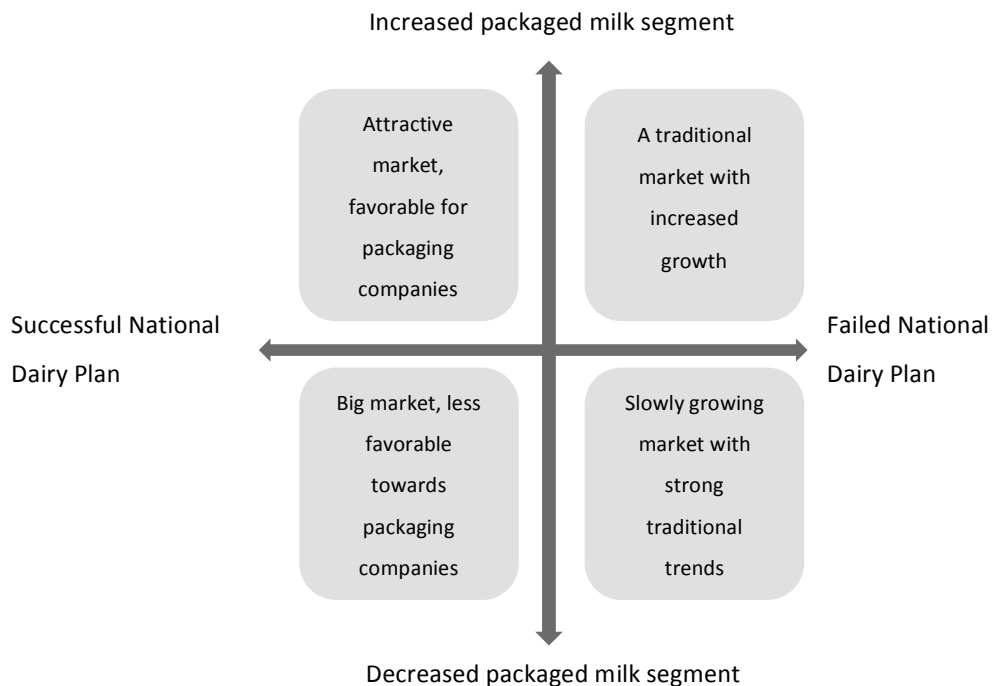 Increased packaged milk segment
Attractive
market,
favorable for
packaging
companies
A traditional
market with
increased
growth
Successful National
Dairy Plan
Failed National
Dairy Plan
Big market, less
favorable
towards
packaging
companies
Slowly growing
market with
strong
traditional
trends
Decreased packaged milk segment